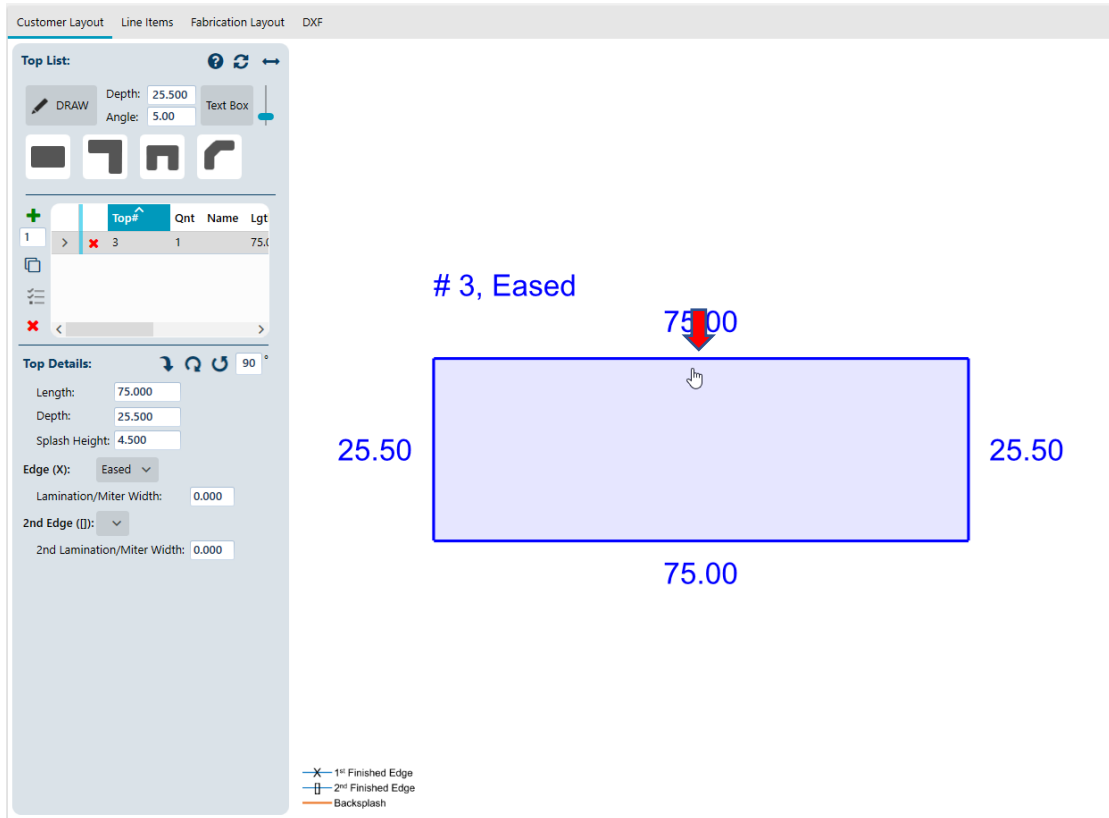 Customer Layout Line Items Fabrication Layout DXF
Top List:
DRAW Depth: 25.500 Text Box
Angle: 5.00
Top# Qnt Name Lgt
1
3 1 75.0
Top Details: 90 °
Length: 75.000
Depth: 25.500
Splash Height: 4.500
Edge (X): Eased
Lamination/Miter Width: 0.000
2nd Edge ([]):
2nd Lamination/Miter Width: 0.000
# 3, Eased
75.00
25.50 25.50
75.00
X 1st Finished Edge
[] 2nd Finished Edge
Backsplash